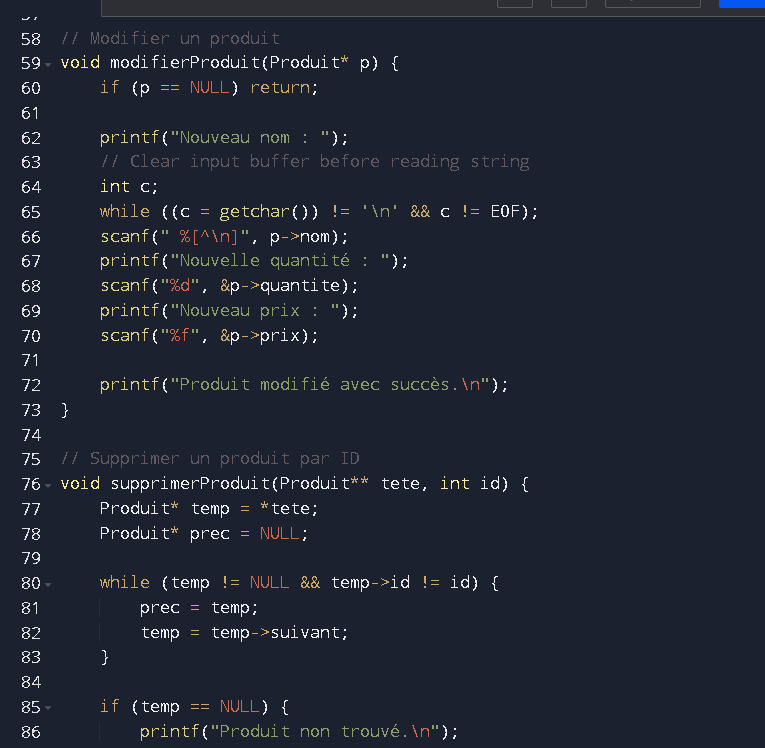 58 // Modifier un produit
59 void modifierProduit(Produit* p) {
60 if (p == NULL) return;
61
62 printf("Nouveau nom : ");
63 // Clear input buffer before reading string
64 int c;
65 while ((c = getchar()) != '\n' && c != EOF);
66 scanf(" %[^\n]", p->nom);
67 printf("Nouvelle quantité : ");
68 scanf("%d", &p->quantite);
69 printf("Nouveau prix : ");
70 scanf("%f", &p->prix);
71
72 printf("Produit modifié avec succès.\n");
73 }
74
75 // Supprimer un produit par ID
76 void supprimerProduit(Produit** tete, int id) {
77 Produit* temp = *tete;
78 Produit* prec = NULL;
79
80 while (temp != NULL && temp->id != id) {
81 prec = temp;
82 temp = temp->suivant;
83 }
84
85 if (temp == NULL) {
86 printf("Produit non trouvé.\n");